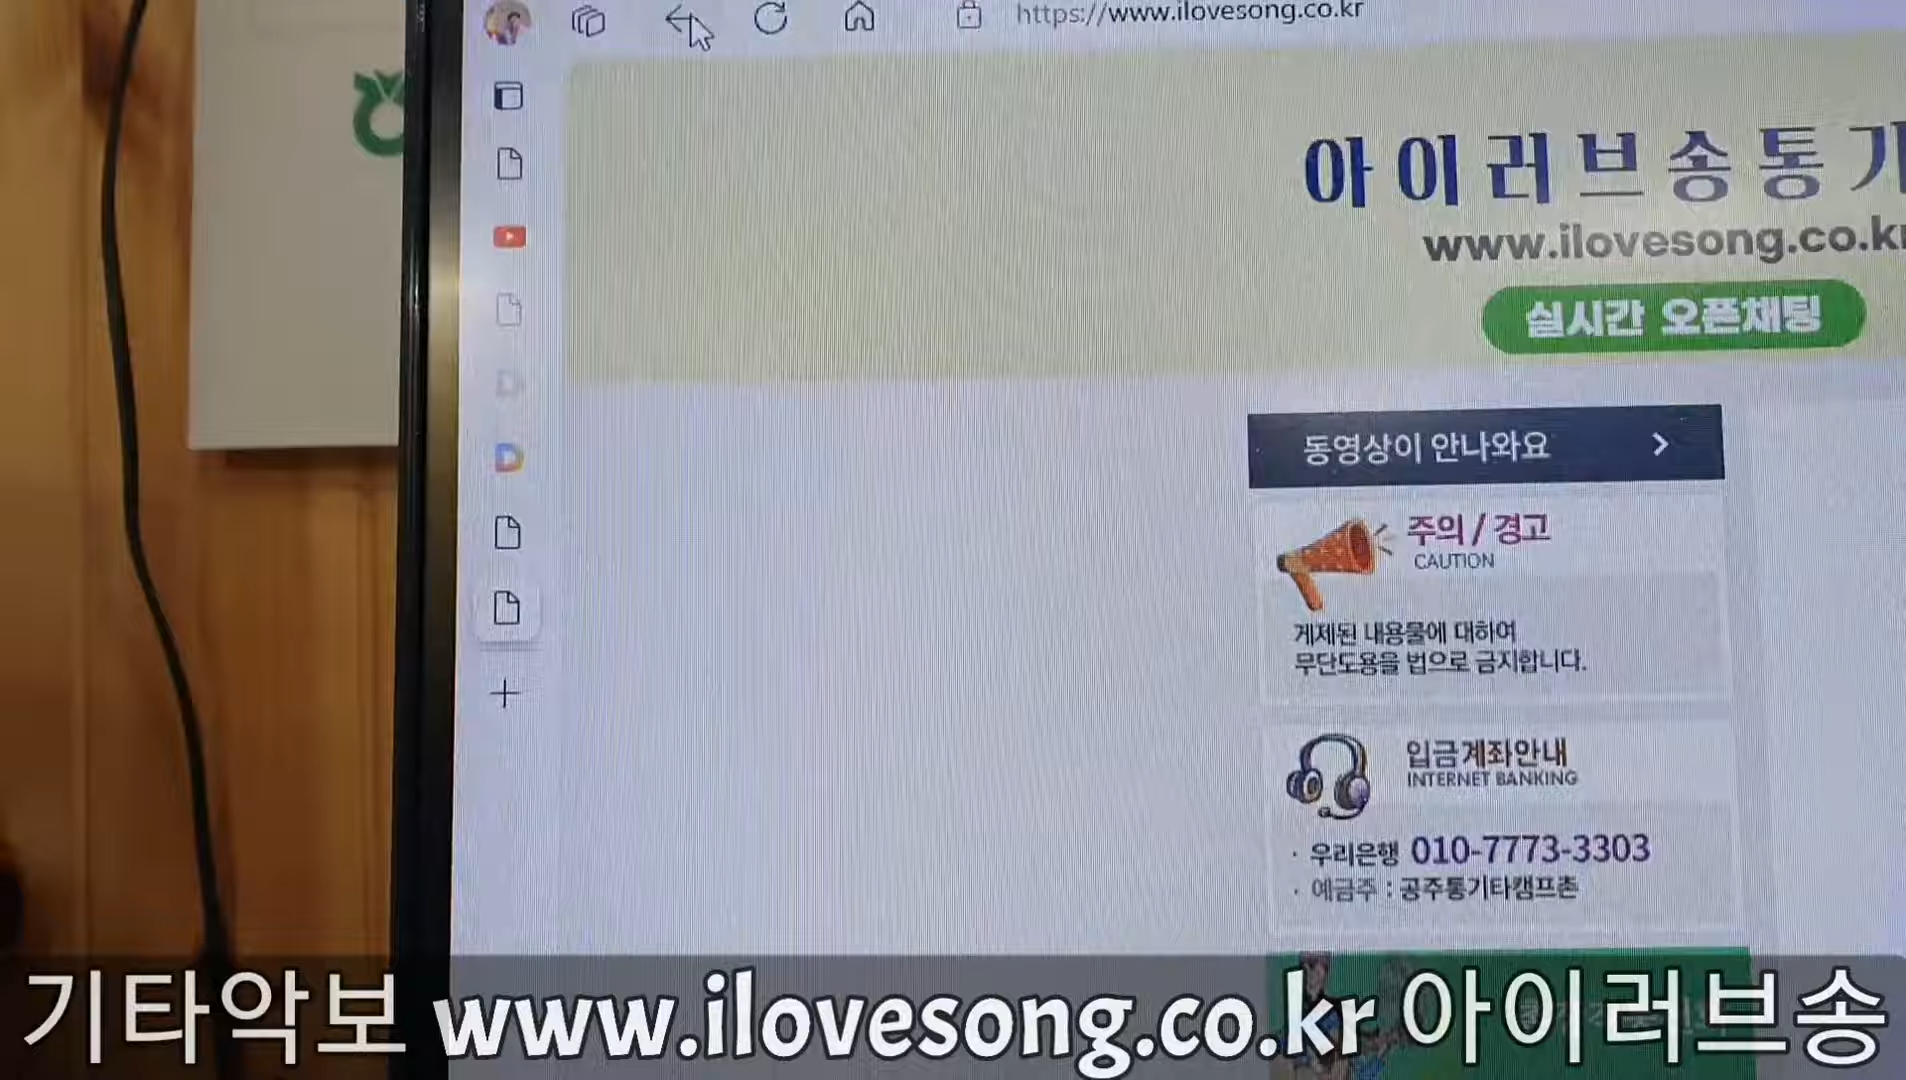 https://www.ilovesong.co.kr
아이러브송통기
www.ilovesong.co.kr
실시간 오픈채팅
동영상이 안나와요
주의 / 경고
CAUTION
게제된 내용물에 대하여
무단도용을 법으로 금지합니다.
입금계좌안내
INTERNET BANKING
· 우리은행 010-7773-3303
· 예금주 : 공주통기타캠프촌
기타악보 www.ilovesong.co.kr 아이러브송